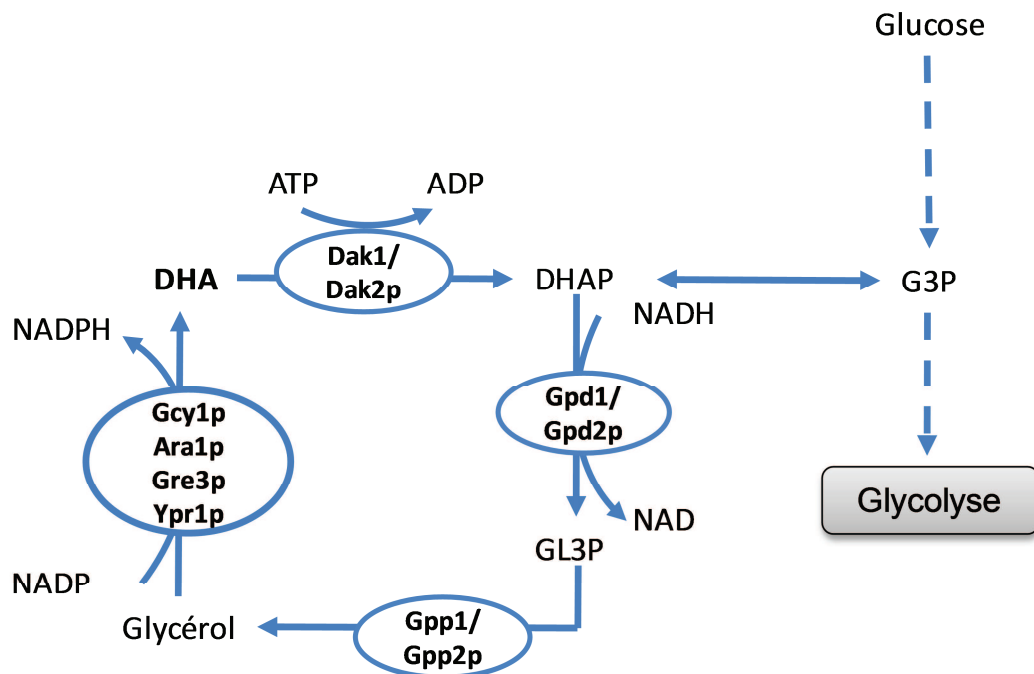 Glucose
ATP
ADP
Dak1/
Dak2p
DHA
DHAP
G3P
NADPH
NADH
Gcy1p
Ara1p
Gre3p
Ypr1p
Gpd1/
Gpd2p
Glycolyse
NAD
GL3P
NADP
Glycérol
Gpp1/
Gpp2p